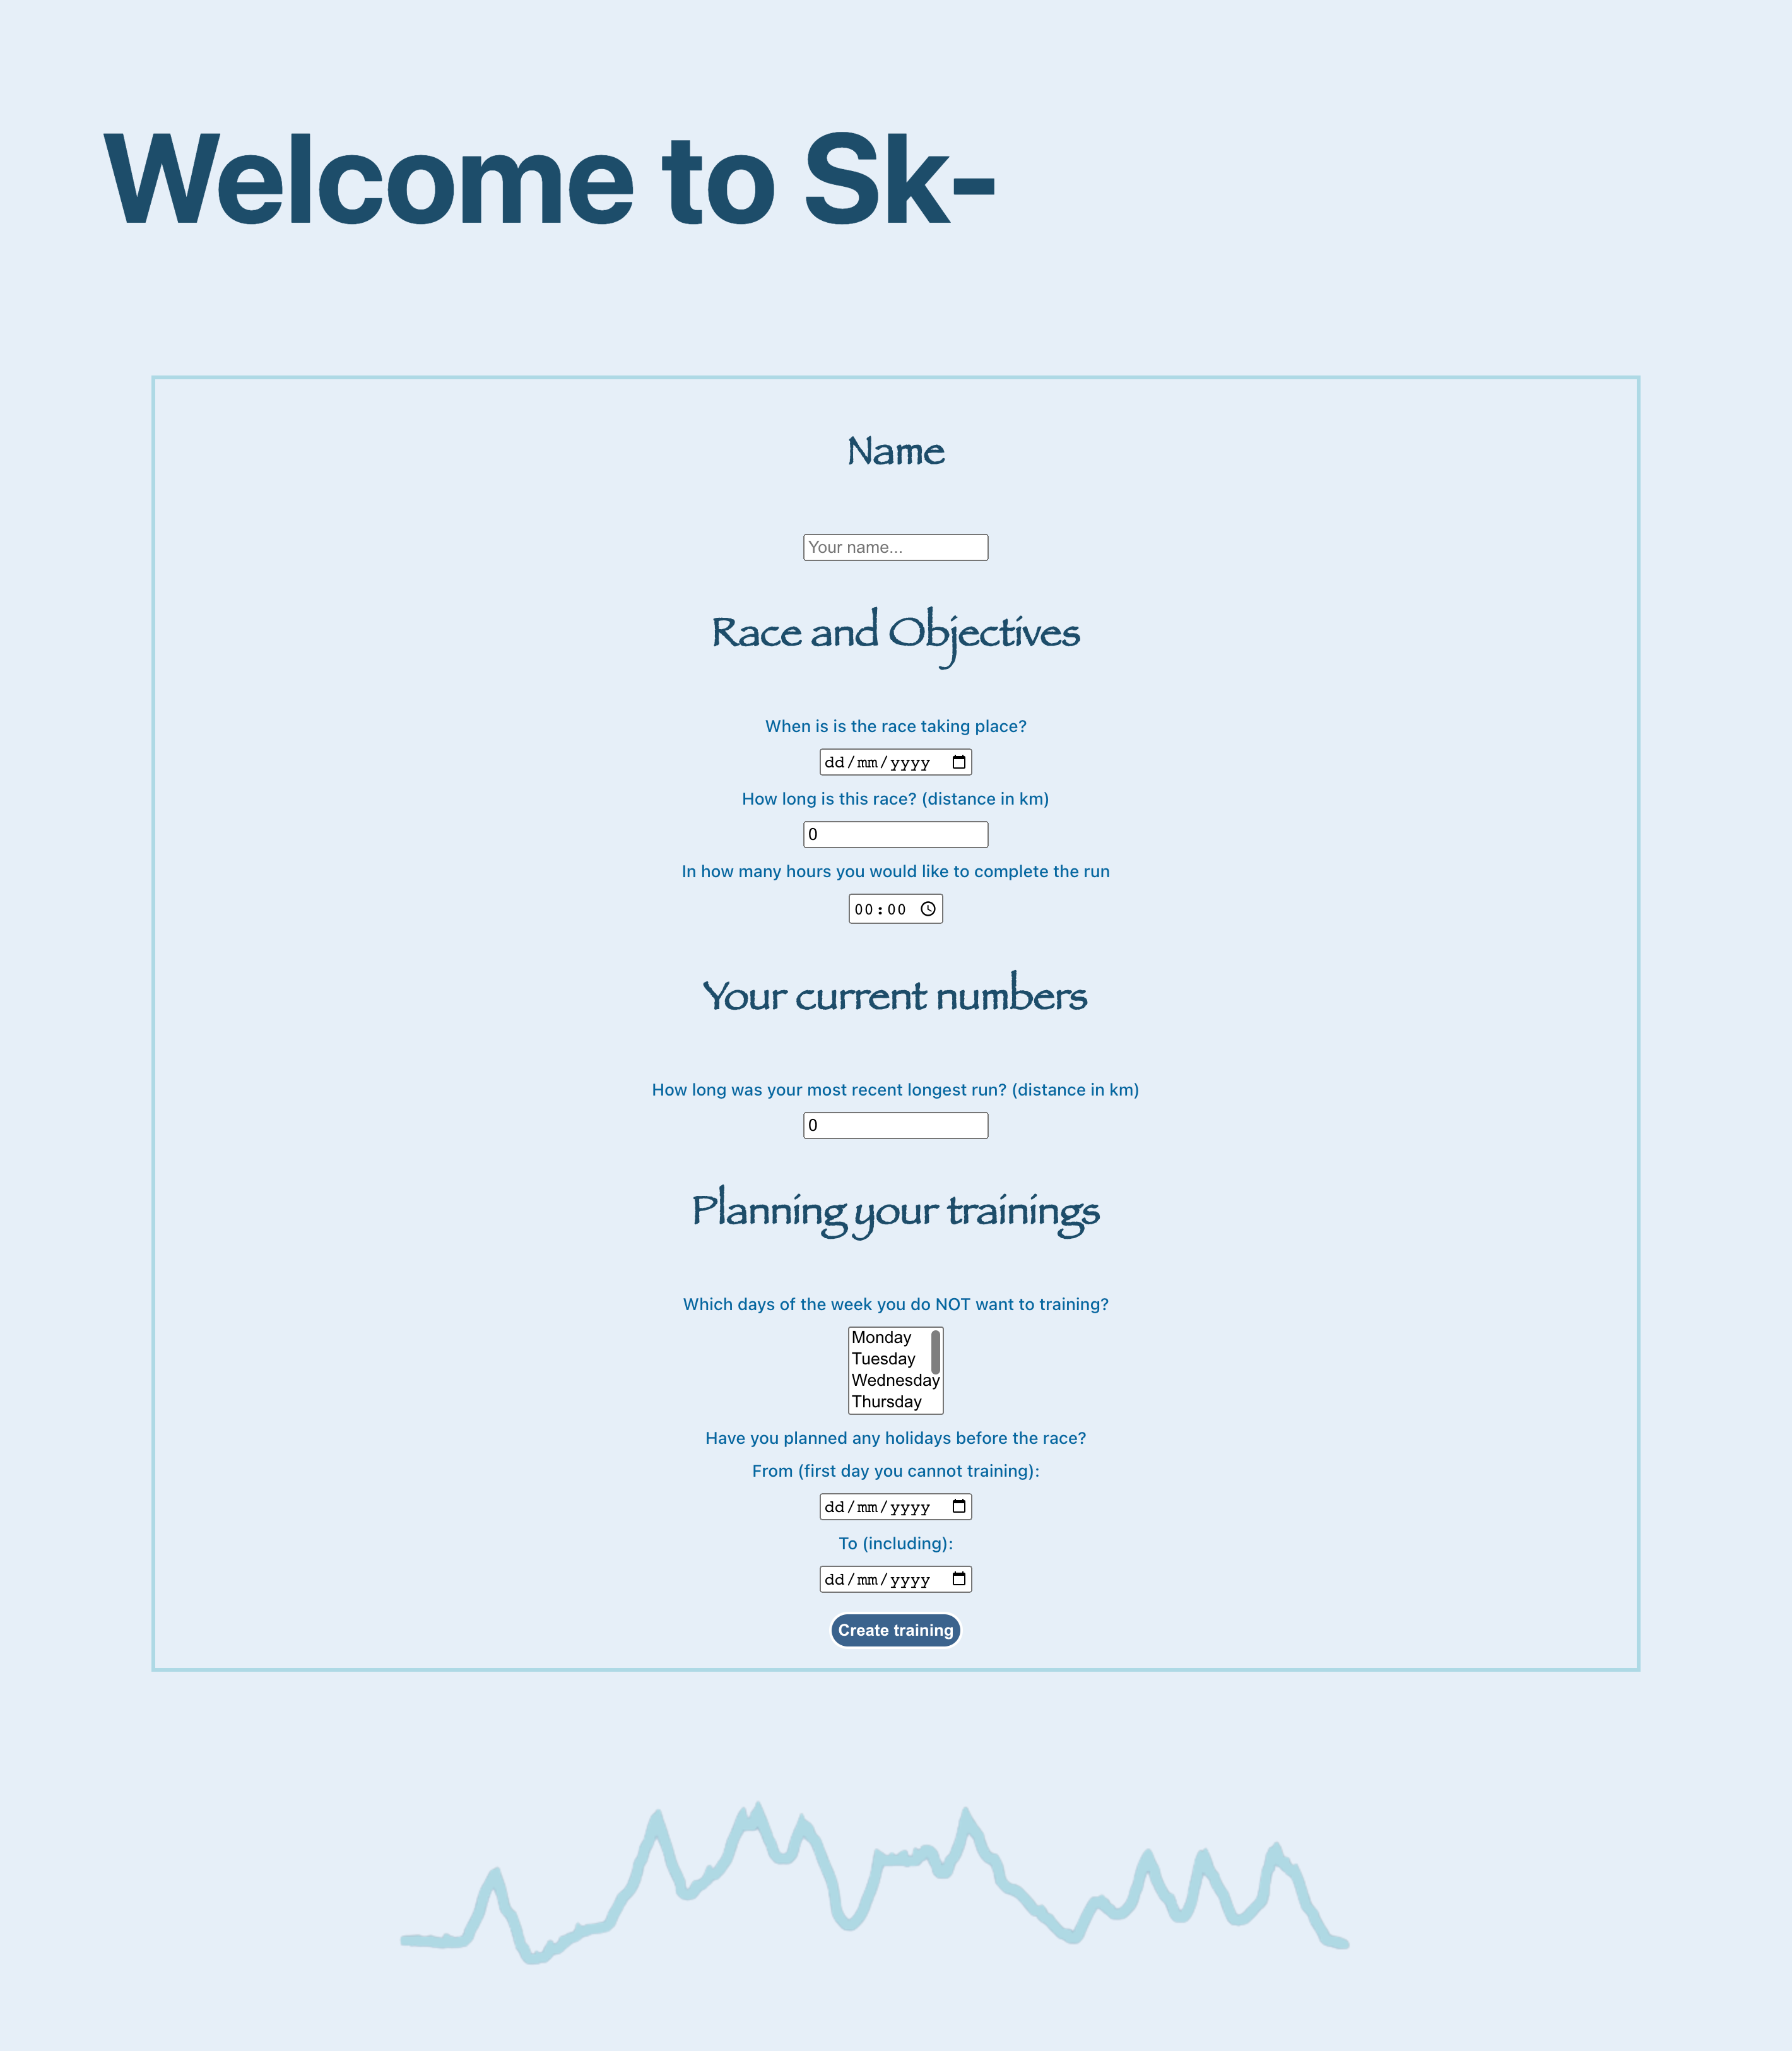 Welcome to Sk-
Name
Your name...
Race and Objectives
When is is the race taking place?
dd/mm/yyyy
How long is this race? (distance in km)
0
In how many hours you would like to complete the run
00:00
Your current numbers
How long was your most recent longest run? (distance in km)
0
Planning your trainings
Which days of the week you do NOT want to training?
Monday
Tuesday
Wednesday
Thursday
Have you planned any holidays before the race?
From (first day you cannot training):
dd/mm/yyyy
To (including):
dd/mm/yyyy
Create training